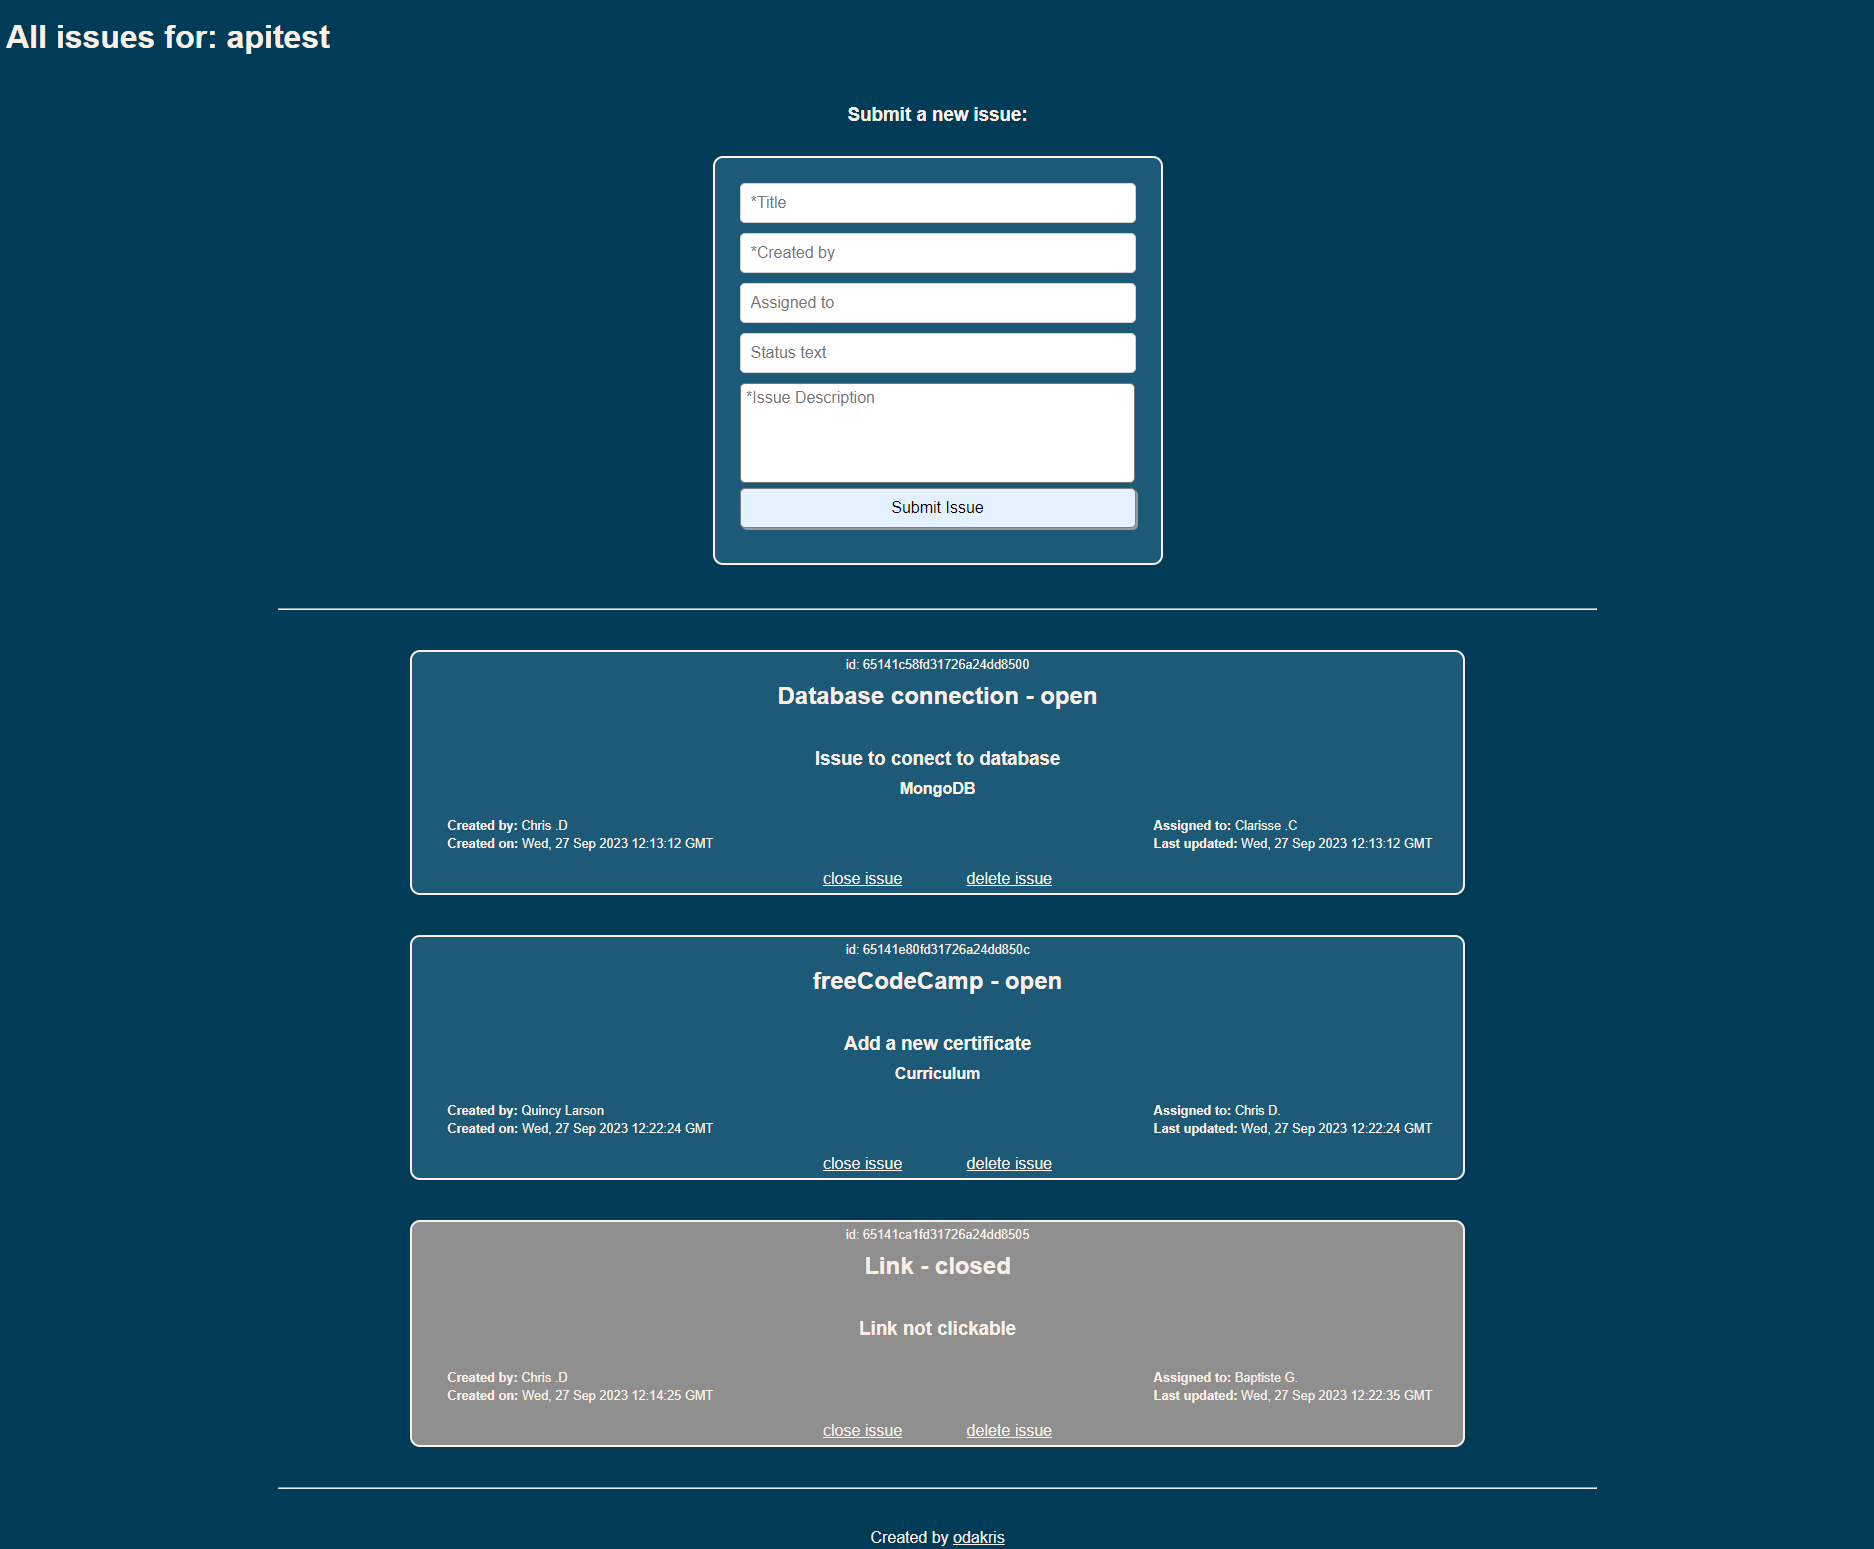 All issues for: apitest
Submit a new issue:
*Title
*Created by
Assigned to
Status text
*Issue Description
Submit Issue
id: 65141c58fd31726a24dd8500
Database connection - open
Issue to conect to database
MongoDB
Created by: Chris .D
Assigned to: Clarisse .C
Created on: Wed, 27 Sep 2023 12:13:12 GMT
Last updated: Wed, 27 Sep 2023 12:13:12 GMT
close issue delete issue
id: 65141e80fd31726a24dd850c
freeCodeCamp - open
Add a new certificate
Curriculum
Created by: Quincy Larson
Assigned to: Chris D.
Created on: Wed, 27 Sep 2023 12:22:24 GMT
Last updated: Wed, 27 Sep 2023 12:22:24 GMT
close issue delete issue
id: 65141ca1fd31726a24dd8505
Link - closed
Link not clickable
Created by: Chris .D
Assigned to: Baptiste G.
Created on: Wed, 27 Sep 2023 12:14:25 GMT
Last updated: Wed, 27 Sep 2023 12:22:35 GMT
close issue delete issue
Created by odakris